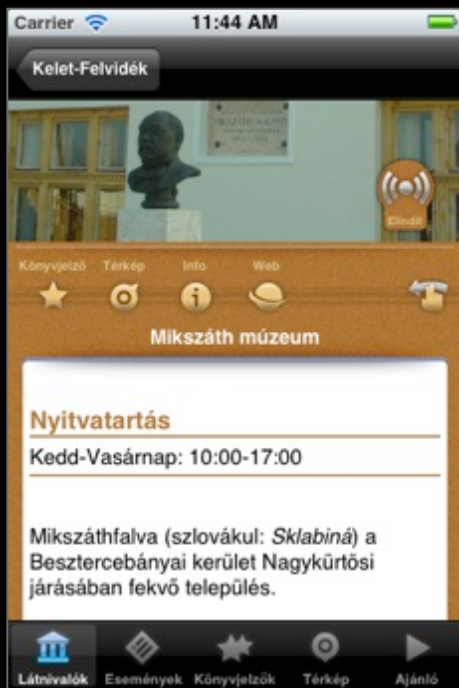 Carrier 11:44 AM
Kelet-Felvidék
Elindít
Könyvjelző Térkép Info Web
Mikszáth múzeum
Nyitvatartás
Kedd-Vasárnap: 10:00-17:00
Mikszáthfalva (szlovákul: Sklabiná) a
Besztercebányai kerület Nagykürtösi
járásában fekvő település.
Látnivalók Események Könyvjelzők Térkép Ajánló